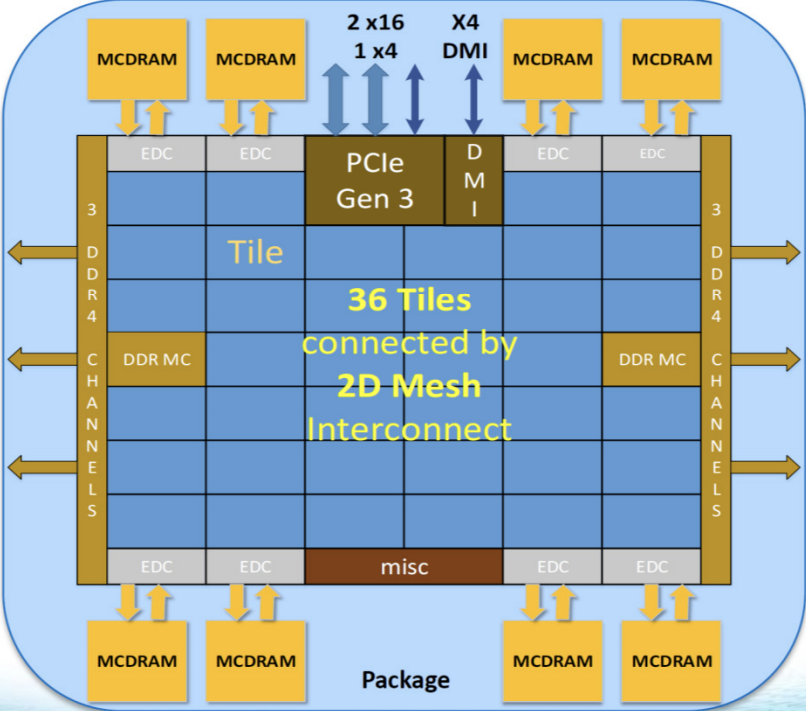 2 x16
1 x4
X4
DMI
MCDRAM
MCDRAM
MCDRAM
MCDRAM
EDC
EDC
PCIe
Gen 3
DMI
EDC
EDC
3 DDR4 CHANNELS
3 DDR4 CHANNELS
Tile
36 Tiles
connected by
2D Mesh
Interconnect
DDR MC
DDR MC
EDC
EDC
misc
EDC
EDC
MCDRAM
MCDRAM
MCDRAM
MCDRAM
Package